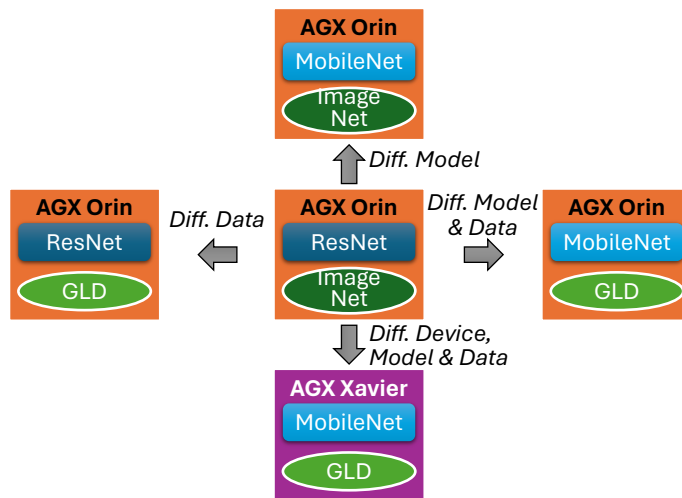 AGX Orin
MobileNet
Image
Net
Diff. Model
AGX Orin
ResNet
GLD
Diff. Data
AGX Orin
ResNet
Image
Net
Diff. Model
& Data
AGX Orin
MobileNet
GLD
Diff. Device,
Model & Data
AGX Xavier
MobileNet
GLD